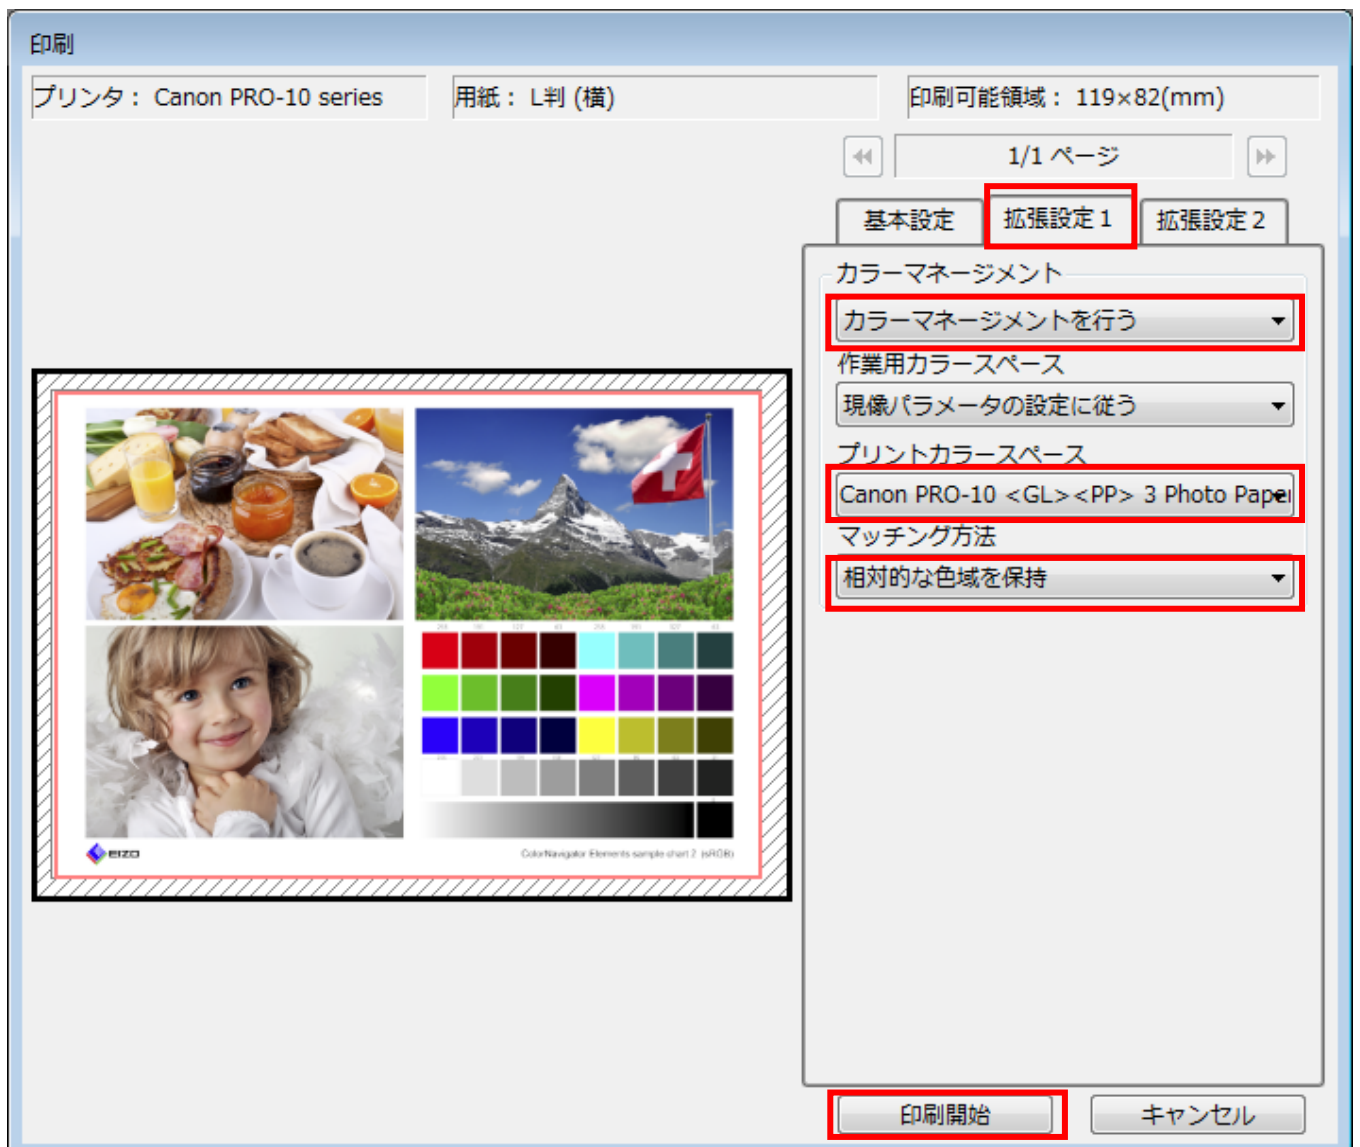 印刷
プリンタ： Canon PRO-10 series
用紙： L判 (横)
印刷可能領域： 119×82(mm)
1/1 ページ
基本設定
拡張設定1
拡張設定2
カラーマネージメント
カラーマネージメントを行う
作業用カラースペース
現像パラメータの設定に従う
プリントカラースペース
Canon PRO-10 <GL><PP> 3 Photo Paper
マッチング方法
相対的な色域を保持
EIZO
ColorNavigator Elements sample chart 2 (sRGB)
印刷開始
キャンセル